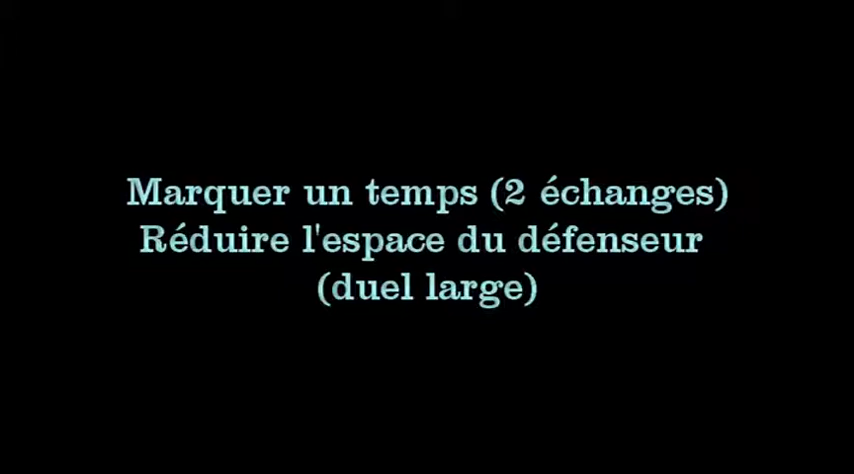 Marquer un temps (2 échanges)
Réduire l'espace du défenseur
(duel large)